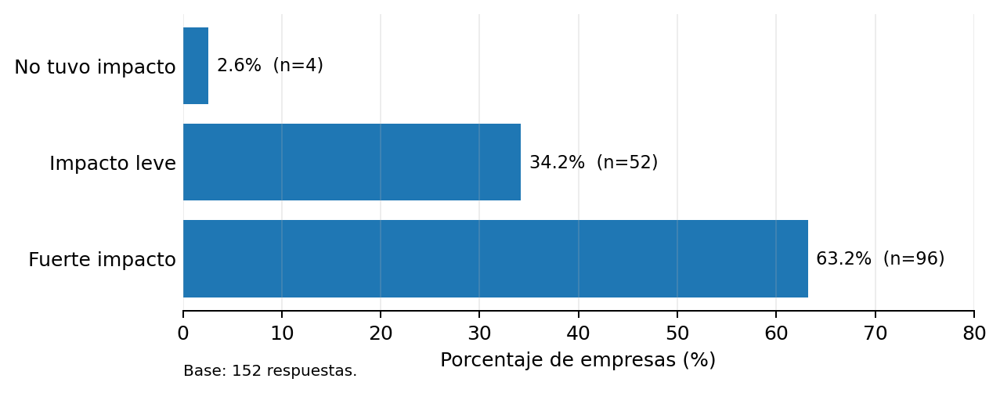 No tuvo impacto
2.6%  (n=4)
Impacto leve
34.2%  (n=52)
Fuerte impacto
63.2%  (n=96)
0 10 20 30 40 50 60 70 80
Porcentaje de empresas (%)
Base: 152 respuestas.